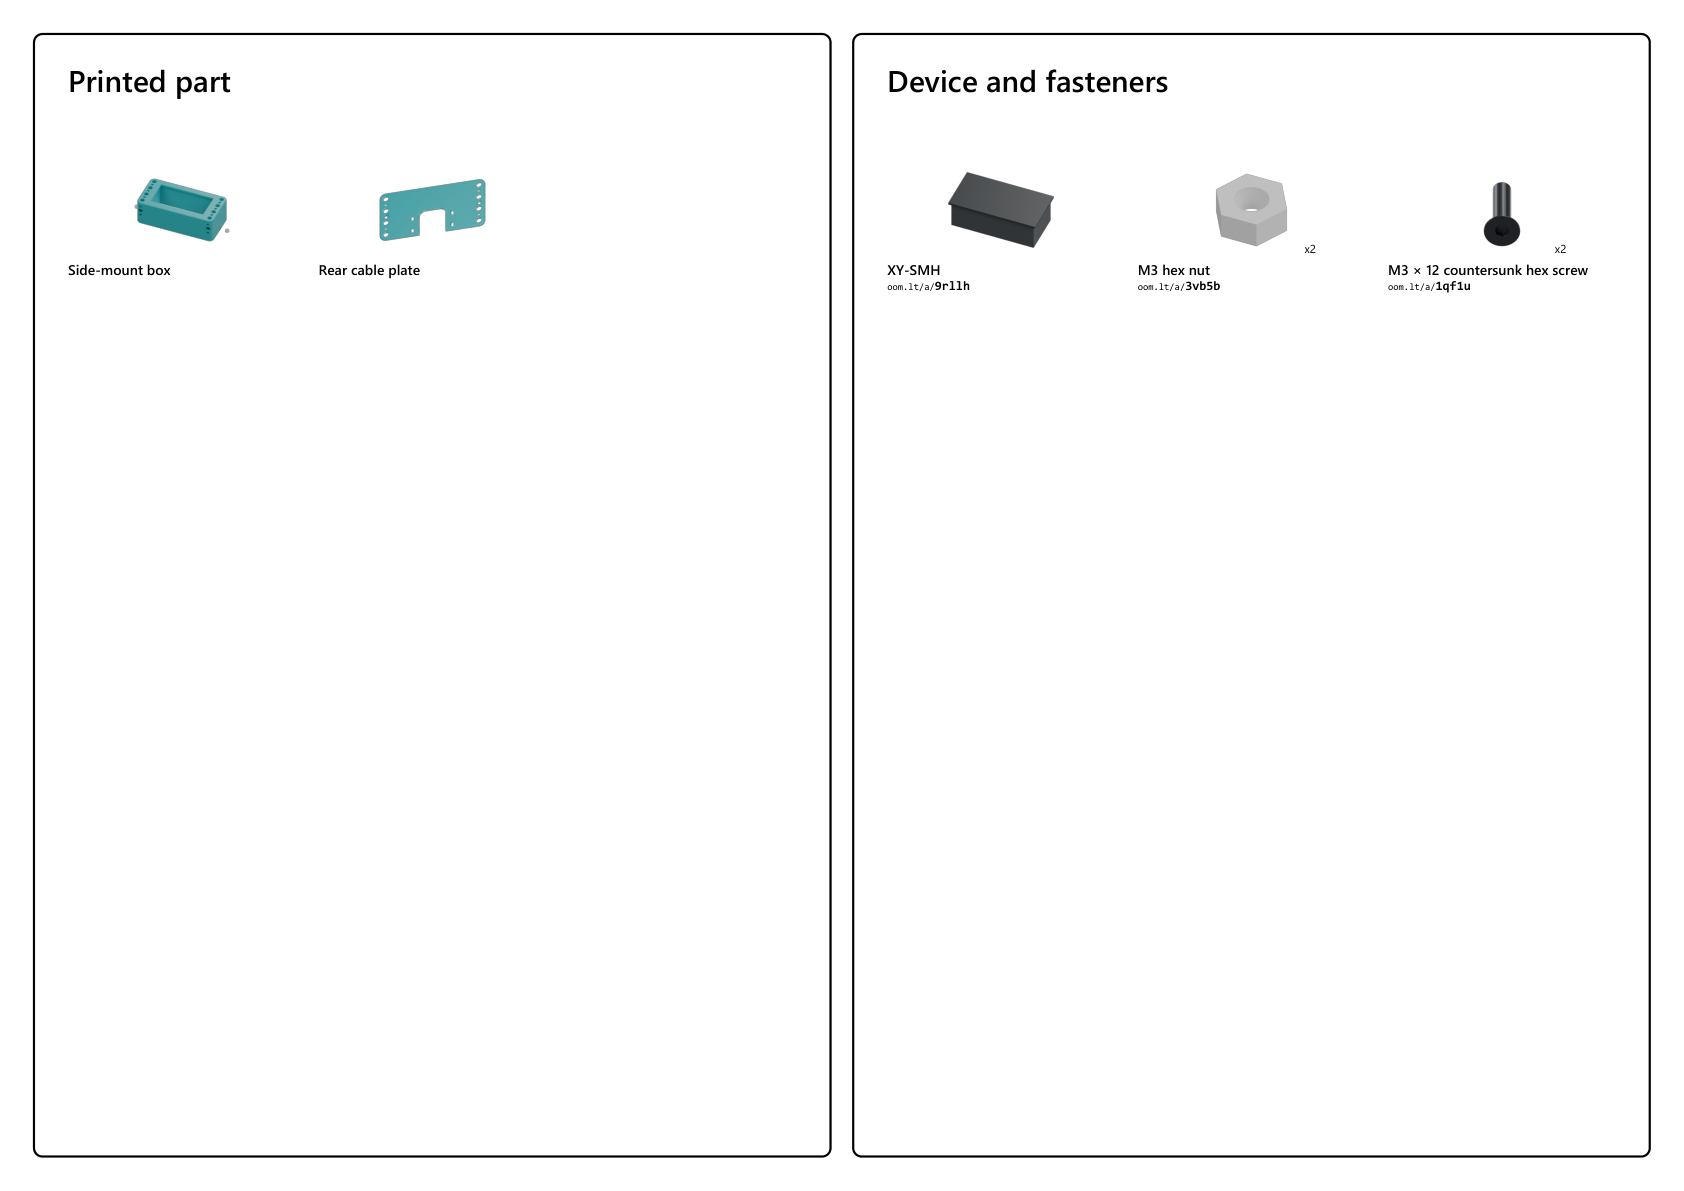 Printed part
Side-mount box
Rear cable plate
Device and fasteners
x2
x2
XY-SMH
oom.lt/a/9rllh
M3 hex nut
oom.lt/a/3vb5b
M3 × 12 countersunk hex screw
oom.lt/a/1qf1u